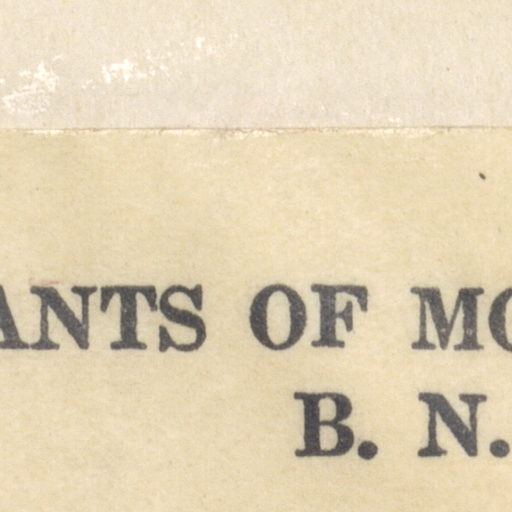 ANTS OF MO
B. N.